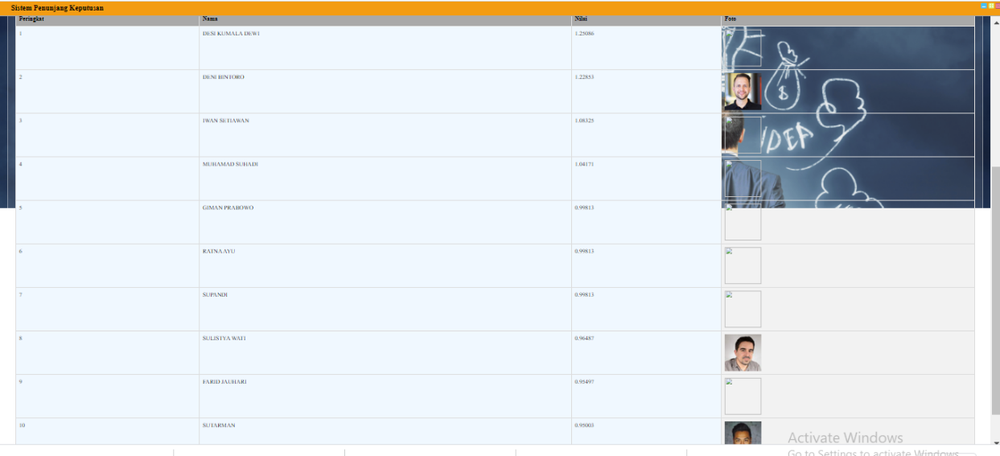 Sistem Penunjang Keputusan
Peringkat Nama Nilai Foto
1 DESI KUMALA DEWI 1.25086
2 DENI BINTORO 1.22853
3 IWAN SETIAWAN 1.08325
4 MUHAMAD SUHADI 1.04171
5 GIMAN PRABOWO 0.99813
6 RATNA AYU 0.99813
7 SUPANDI 0.99813
8 SULISTYA WATI 0.96487
9 FARID JAUHARI 0.95497
10 SUTARMAN 0.95003
$
IDEA
Activate Windows
Go to Settings to activate Windows.